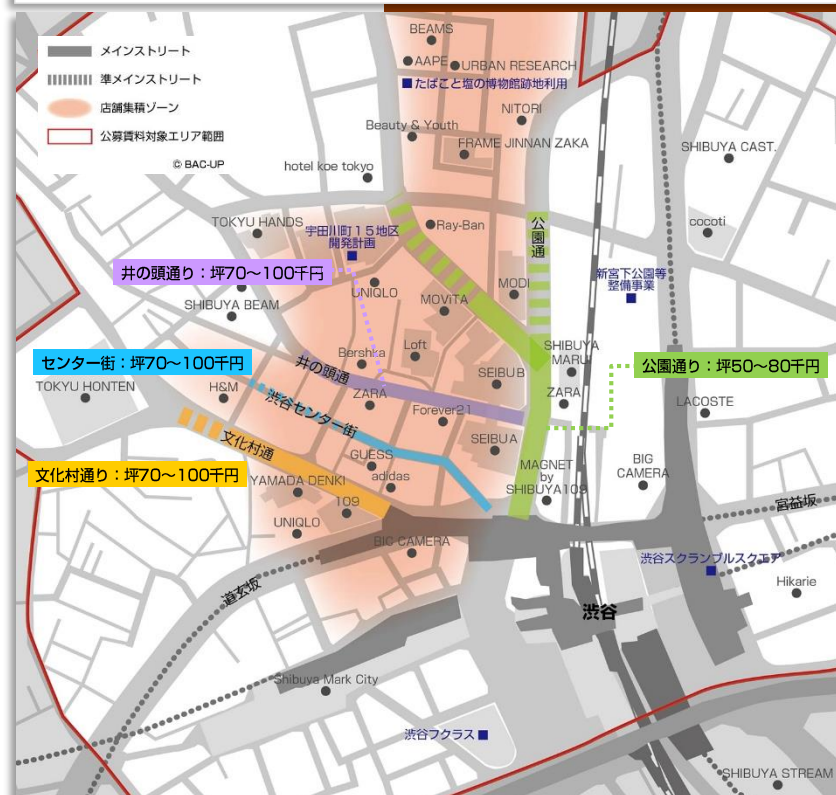 メインストリート
準メインストリート
店舗集積ゾーン
公募賃料対象エリア範囲
© BAC-UP
BEAMS
AAPE
URBAN RESEARCH
たばこと塩の博物館跡地利用
NITORI
Beauty & Youth
FRAME JINNAN ZAKA
SHIBUYA CAST.
hotel koe tokyo
TOKYU HANDS
宇田川町15地区
開発計画
Ray-Ban
公園通
cocoti
井の頭通り：坪70～100千円
新宮下公園等
整備事業
UNIQLO
MOVITA
MODI
SHIBUYA BEAM
センター街：坪70～100千円
Bershka
Loft
SHIBUYA
MARUI
公園通り：坪50～80千円
井の頭通
SEIBU B
TOKYU HONTEN
H&M
ZARA
ZARA
LACOSTE
渋谷センター街
Forever21
文化村通
SEIBU A
文化村通り：坪70～100千円
GUESS
adidas
MAGNET
by
SHIBUYA109
BIG
CAMERA
YAMADA DENKI
109
宮益坂
UNIQLO
BIC CAMERA
渋谷スクランブルスクエア
Hikarie
道玄坂
渋谷
Shibuya Mark City
渋谷フクラス
SHIBUYA STREAM